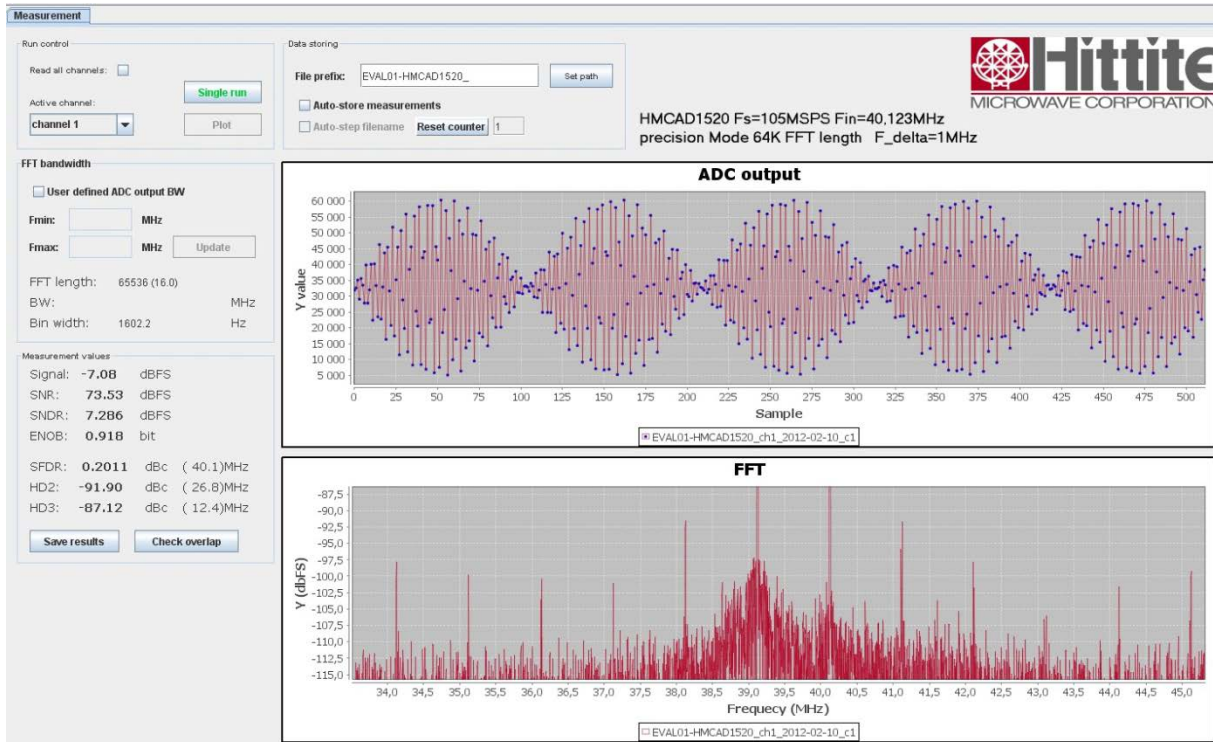 Measurement
Run control
Read all channels:
Single run
Active channel:
channel 1
Plot
Data storing
File prefix: EVAL01-HMCAD1520_ Set path
Auto-store measurements
Auto-step filename Reset counter 1
Hittite
MICROWAVE CORPORATION
HMCAD1520 Fs=105MSPS Fin=40,123MHz
precision Mode 64K FFT length F_delta=1MHz
FFT bandwidth
User defined ADC output BW
Fmin: MHz
Fmax: MHz Update
FFT length: 65536 (16.0)
BW: MHz
Bin width: 1602.2 Hz
Measurement values
Signal: -7.08 dBFS
SNR: 73.53 dBFS
SNDR: 7.286 dBFS
ENOB: 0.918 bit
SFDR: 0.2011 dBc ( 40.1)MHz
HD2: -91.90 dBc ( 26.8)MHz
HD3: -87.12 dBc ( 12.4)MHz
Save results Check overlap
ADC output
Y value
60 000
55 000
50 000
45 000
40 000
35 000
30 000
25 000
20 000
15 000
10 000
5 000
0 25 50 75 100 125 150 175 200 225 250 275 300 325 350 375 400 425 450 475 500
Sample
EVAL01-HMCAD1520_ch1_2012-02-10_c1
FFT
Y (dbFS)
-87,5
-90,0
-92,5
-95,0
-97,5
-100,0
-102,5
-105,0
-107,5
-110,0
-112,5
-115,0
34,0 34,5 35,0 35,5 36,0 36,5 37,0 37,5 38,0 38,5 39,0 39,5 40,0 40,5 41,0 41,5 42,0 42,5 43,0 43,5 44,0 44,5 45,0
Frequecy (MHz)
EVAL01-HMCAD1520_ch1_2012-02-10_c1